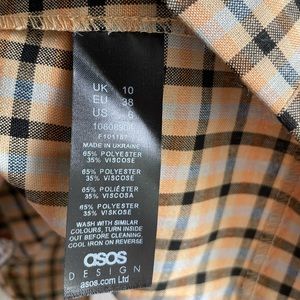 UK 10
EU 38
US 6
MADE IN UKRAINE
65% POLYESTER
35% VISCOSE
65% POLYESTER
35% VISCOSE
65% POLIÉSTER
35% VISCOSA
65% POLYESTER
35% VISKOSE
WASH WITH SIMILAR
COLOURS, TURN INSIDE
OUT BEFORE CLEANING,
COOL IRON ON REVERSE
asos
DESIGN
asos.com Ltd